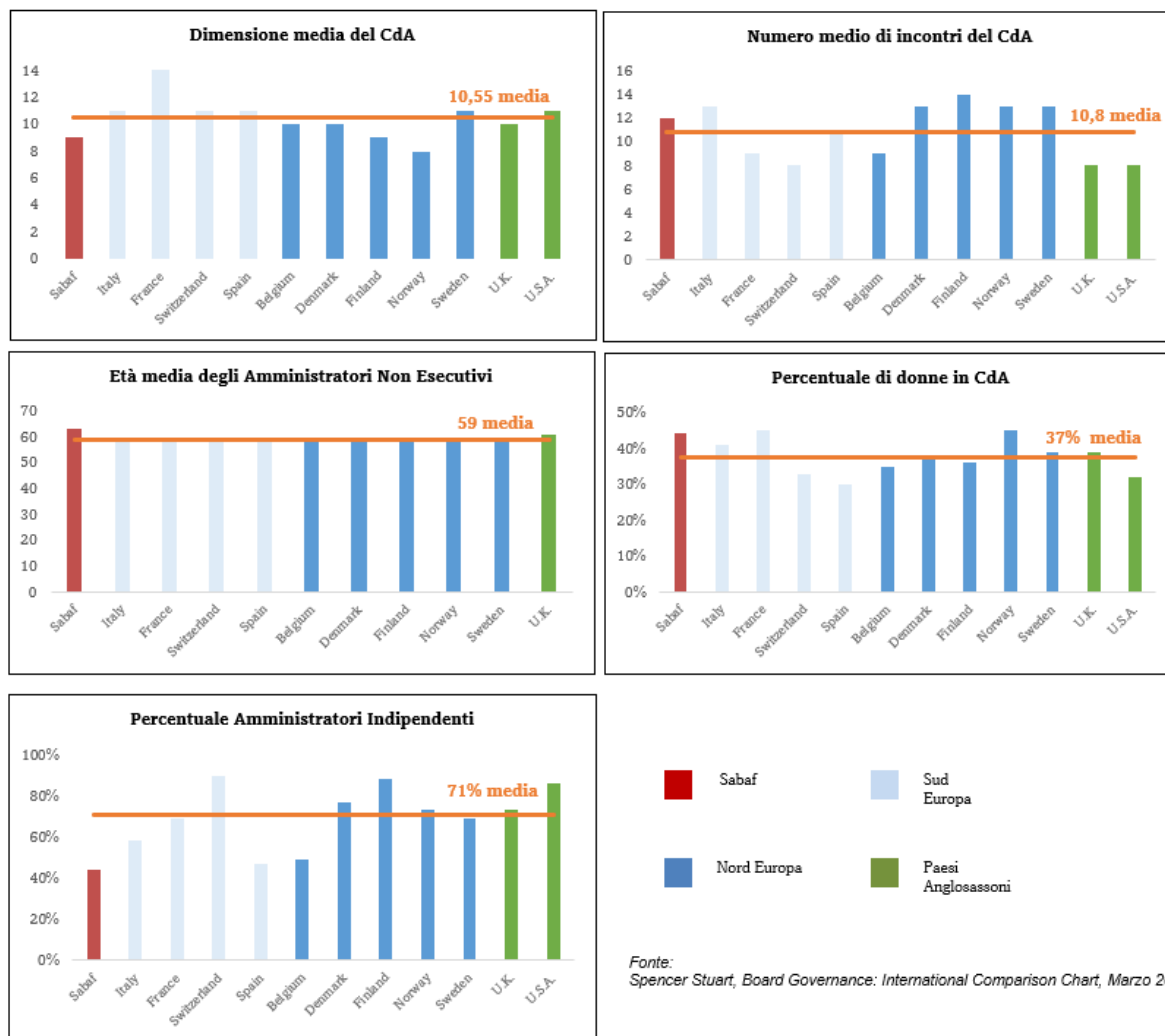 Dimensione media del CdA
14
12
10
8
6
4
2
0
10,55 media
Sabaf
Italy
France
Switzerland
Spain
Belgium
Denmark
Finland
Norway
Sweden
U.K.
U.S.A.
Numero medio di incontri del CdA
16
14
12
10
8
6
4
2
0
10,8 media
Sabaf
Italy
France
Switzerland
Spain
Belgium
Denmark
Finland
Norway
Sweden
U.K.
U.S.A.
Età media degli Amministratori Non Esecutivi
70
60
50
40
30
20
10
0
59 media
Sabaf
Italy
France
Switzerland
Spain
Belgium
Denmark
Finland
Norway
Sweden
U.K.
Percentuale di donne in CdA
50%
40%
30%
20%
10%
0%
37% media
Sabaf
Italy
France
Switzerland
Spain
Belgium
Denmark
Finland
Norway
Sweden
U.K.
U.S.A.
Percentuale Amministratori Indipendenti
100%
80%
60%
40%
20%
0%
71% media
Sabaf
Italy
France
Switzerland
Spain
Belgium
Denmark
Finland
Norway
Sweden
U.K.
U.S.A.
Sabaf
Sud
Europa
Nord Europa
Paesi
Anglosassoni
Fonte:
Spencer Stuart, Board Governance: International Comparison Chart, Marzo